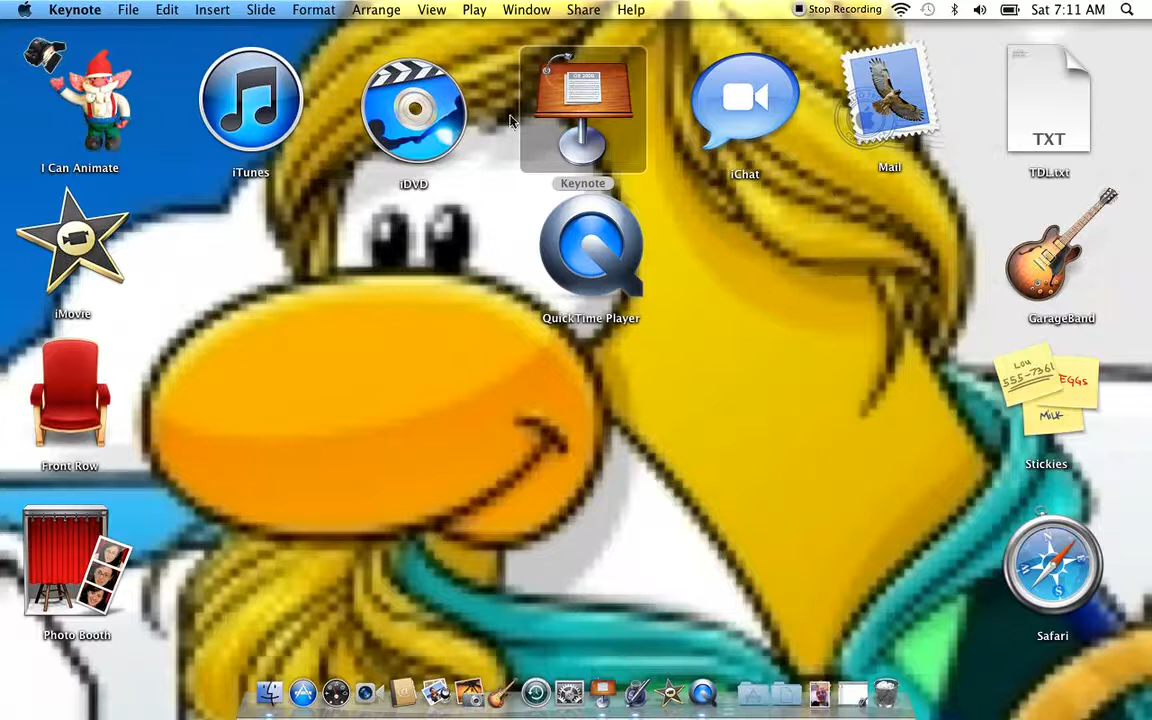 Keynote File Edit Insert Slide Format Arrange View Play Window Share Help Stop Recording Sat 7:11 AM
I Can Animate
iTunes
iDVD
Keynote
iChat
Mail
TXT
TDL.txt
iMovie
QuickTime Player
GarageBand
Lou
555-7361
EGGS
MILK
Front Row
Stickies
Photo Booth
N
S
Safari